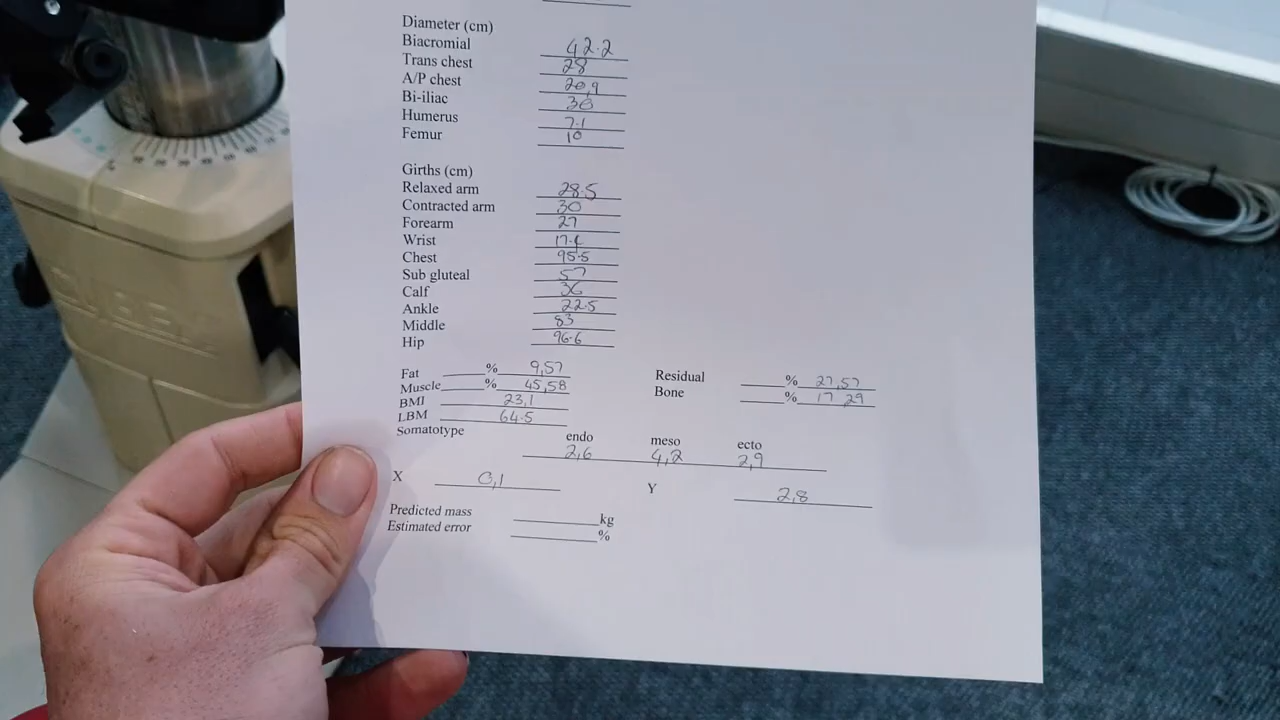 Diameter (cm)
Biacromial 42.2
Trans chest 28
A/P chest 20,9
Bi-iliac 30
Humerus 7.1
Femur 10
Girths (cm)
Relaxed arm 28.5
Contracted arm 30
Forearm 27
Wrist
Chest 95.5
Sub gluteal 57
Calf 36
Ankle 22.5
Middle 83
Hip 96.6
Fat % 9,57
Muscle % 45,58
BMI 23,1
LBM 64.5
Residual % 27,57
Bone % 17 29
Somatotype
endo meso ecto
2,6 4,2 2,9
X 0,1 Y 2,8
Predicted mass kg
Estimated error %